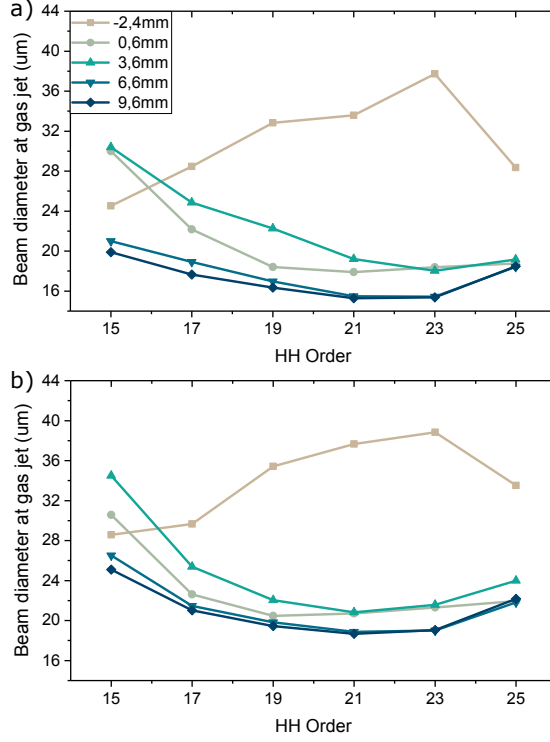 a)
44
40
36
32
28
24
20
16
Beam diameter at gas jet (um)
-2,4mm
0,6mm
3,6mm
6,6mm
9,6mm
15 17 19 21 23 25
HH Order
b)
44
40
36
32
28
24
20
16
Beam diameter at gas jet (um)
15 17 19 21 23 25
HH Order